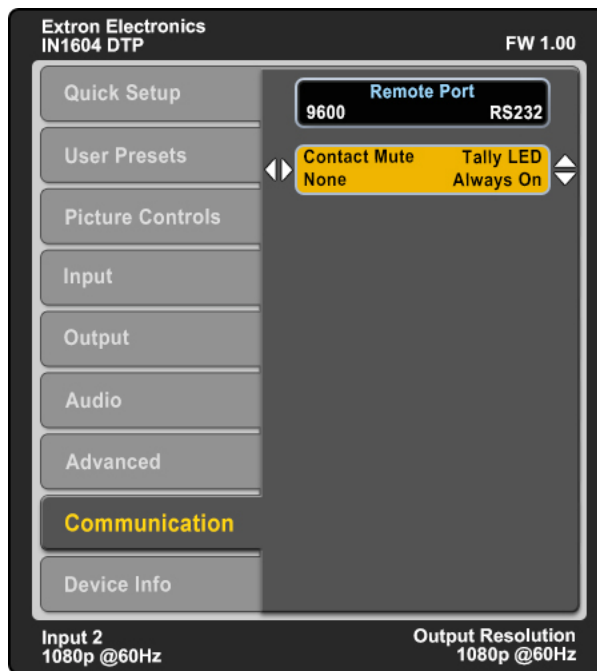 Extron Electronics
IN1604 DTP
FW 1.00
Quick Setup
User Presets
Picture Controls
Input
Output
Audio
Advanced
Communication
Device Info
Remote Port
9600 RS232
Contact Mute Tally LED
None Always On
Input 2
1080p @60Hz
Output Resolution
1080p @60Hz